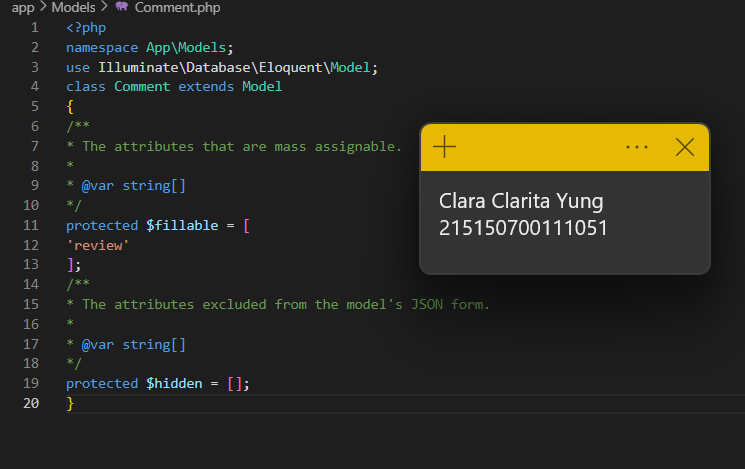 app > Models > Comment.php
1 <?php
2 namespace App\Models;
3 use Illuminate\Database\Eloquent\Model;
4 class Comment extends Model
5 {
6 /**
7 * The attributes that are mass assignable.
8 *
9 * @var string[]
10 */
11 protected $fillable = [
12 'review'
13 ];
14 /**
15 * The attributes excluded from the model's JSON form.
16 *
17 * @var string[]
18 */
19 protected $hidden = [];
20 }
Clara Clarita Yung
215150700111051